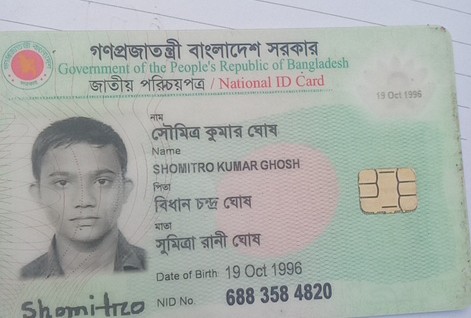 গণপ্রজাতন্ত্রী বাংলাদেশ সরকার
Government of the People's Republic of Bangladesh
জাতীয় পরিচয়পত্র / National ID Card
19 Oct 1996
নাম
সৌমিত্র কুমার ঘোষ
Name
SHOMITRO KUMAR GHOSH
পিতা
বিধান চন্দ্র ঘোষ
মাতা
সুমিত্রা রানী ঘোষ
Date of Birth 19 Oct 1996
Shomitro
NID No. 688 358 4820